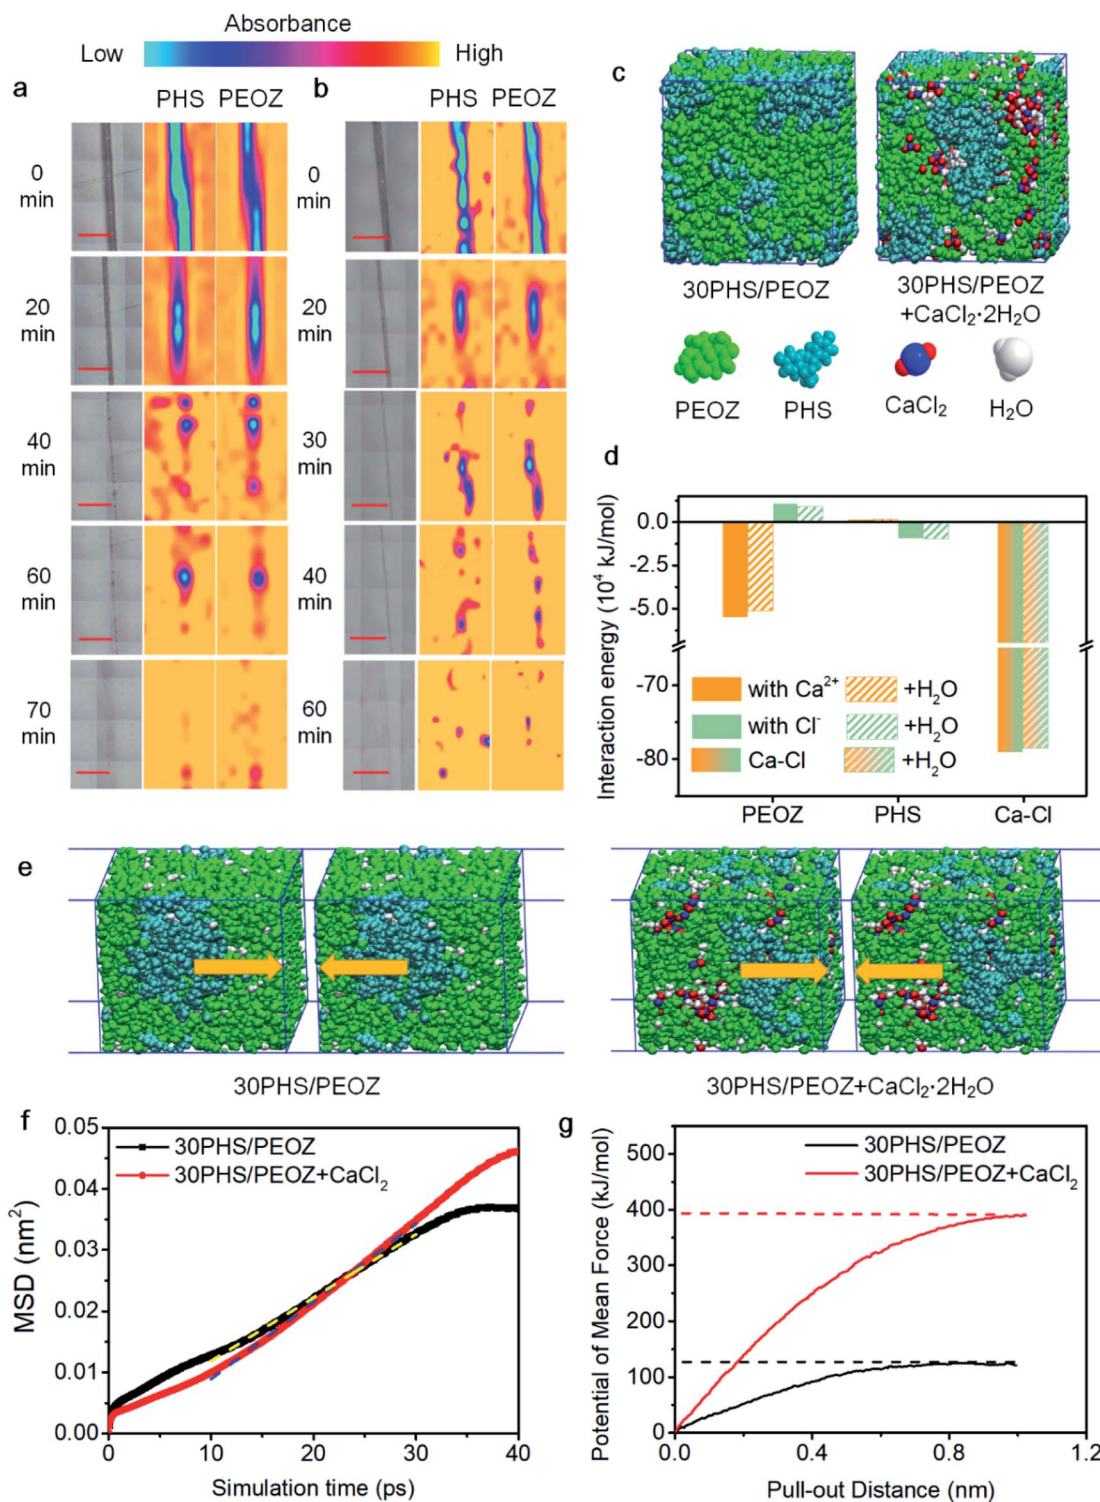 Absorbance
Low High
a PHS PEOZ
0
min
20
min
40
min
60
min
70
min
b PHS PEOZ
0
min
20
min
30
min
40
min
60
min
c
30PHS/PEOZ
30PHS/PEOZ
+CaCl₂·2H₂O
PEOZ PHS CaCl₂ H₂O
d
Interaction energy (10⁴ kJ/mol)
0.0
-2.5
-5.0
-70
-80
with Ca²⁺ +H₂O
with Cl⁻ +H₂O
Ca-Cl +H₂O
PEOZ PHS Ca-Cl
e
30PHS/PEOZ
30PHS/PEOZ+CaCl₂·2H₂O
f
MSD (nm²)
0.05
0.04
0.03
0.02
0.01
0.00
30PHS/PEOZ
30PHS/PEOZ+CaCl₂
0 10 20 30 40
Simulation time (ps)
g
Potential of Mean Force (kJ/mol)
500
400
300
200
100
0
30PHS/PEOZ
30PHS/PEOZ+CaCl₂
0.0 0.4 0.8 1.2
Pull-out Distance (nm)